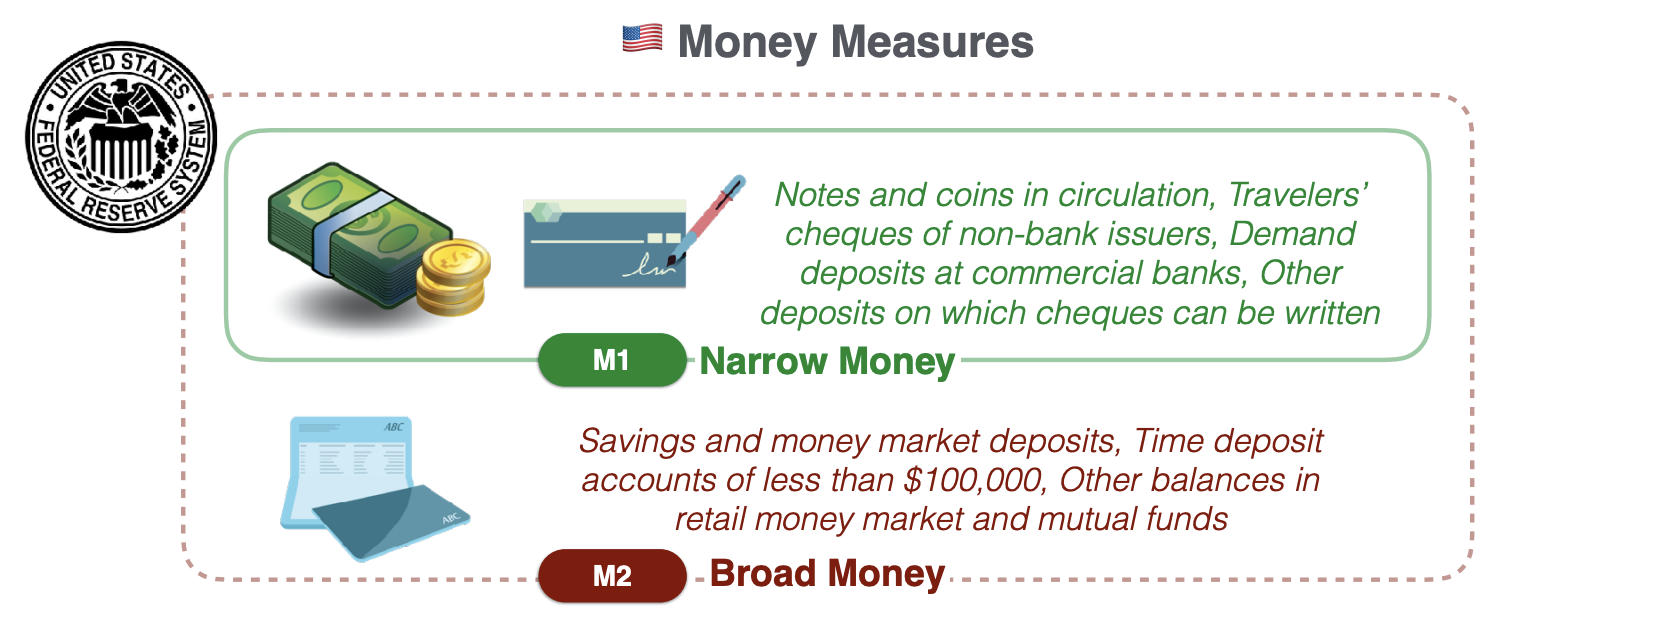 Money Measures
UNITED STATES
FEDERAL RESERVE SYSTEM
Notes and coins in circulation, Travelers’
cheques of non-bank issuers, Demand
deposits at commercial banks, Other
deposits on which cheques can be written
M1 Narrow Money
ABC
ABC
Savings and money market deposits, Time deposit
accounts of less than $100,000, Other balances in
retail money market and mutual funds
M2 Broad Money